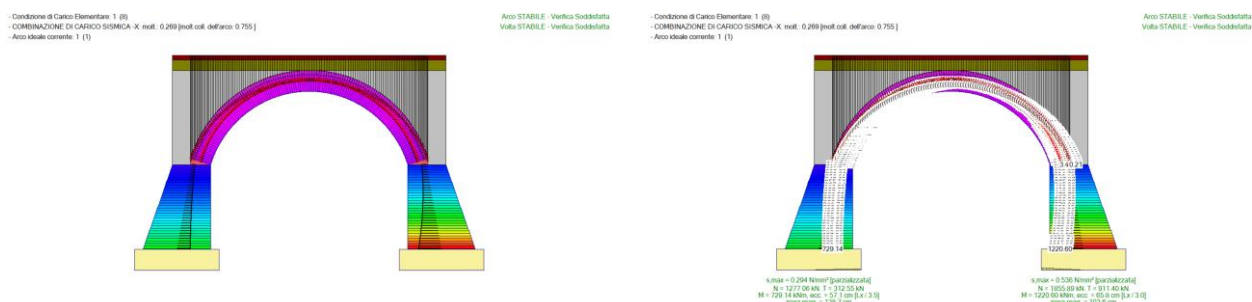 - Condizione di Carico Elementare: 1 (8)
- COMBINAZIONE DI CARICO SISMICA -X: molt.: 0.269 [molt.coll. dell'arco: 0.755 ]
- Arco ideale corrente: 1 (1)
Arco STABILE - Verifica Soddisfatta
Volta STABILE - Verifica Soddisfatta
- Condizione di Carico Elementare: 1 (8)
- COMBINAZIONE DI CARICO SISMICA -X: molt.: 0.269 [molt.coll. dell'arco: 0.755 ]
- Arco ideale corrente: 1 (1)
Arco STABILE - Verifica Soddisfatta
Volta STABILE - Verifica Soddisfatta
729.14
1220.60
s,max = 0.294 N/mm² [parzializzata]
N = 1277.06 kN, T = 312.55 kN
M = 729.14 kNm, ecc. = 57.1 cm [Lx / 3.5]
s,max = 0.536 N/mm² [parzializzata]
N = 1855.89 kN, T = 911.40 kN
M = 1220.60 kNm, ecc. = 65.8 cm [Lx / 3.0]